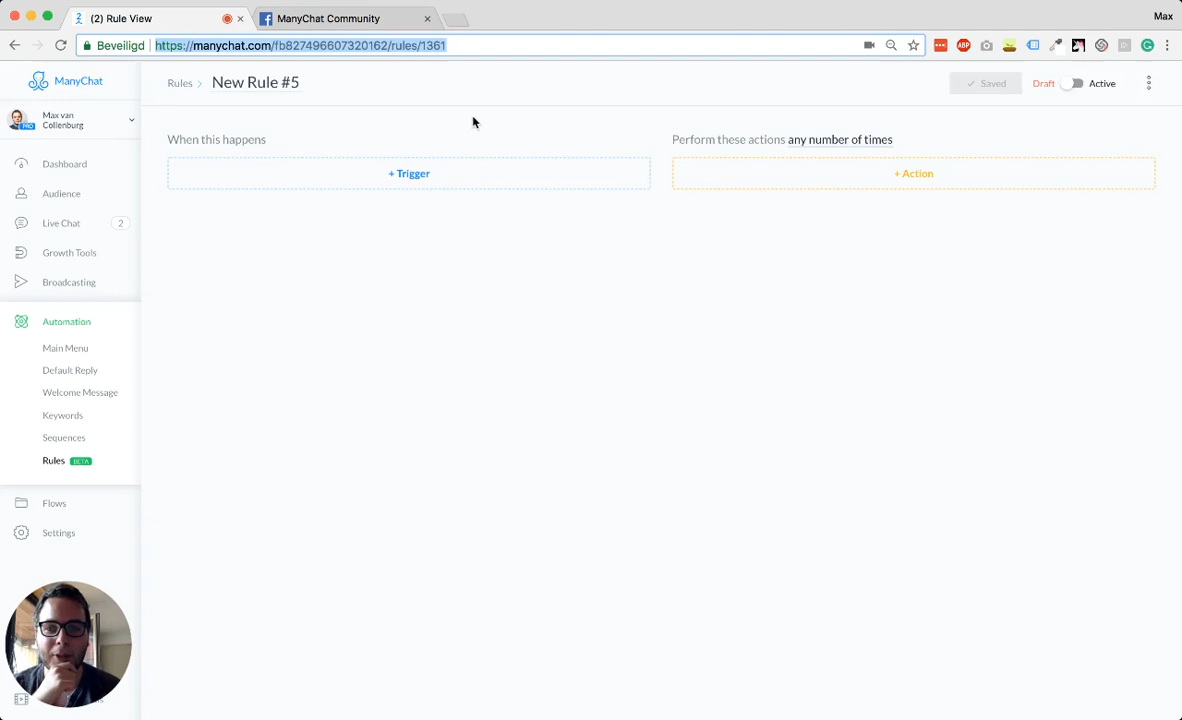 (2) Rule View
ManyChat Community
Max
Beveiligd
https://manychat.com/fb827496607320162/rules/1361
ABP
ManyChat
Rules
New Rule #5
Saved
Draft
Active
Max van
Collenburg
PRO
When this happens
Perform these actions any number of times
+ Trigger
+ Action
Dashboard
Audience
Live Chat
2
Growth Tools
Broadcasting
Automation
Main Menu
Default Reply
Welcome Message
Keywords
Sequences
Rules BETA
Flows
Settings